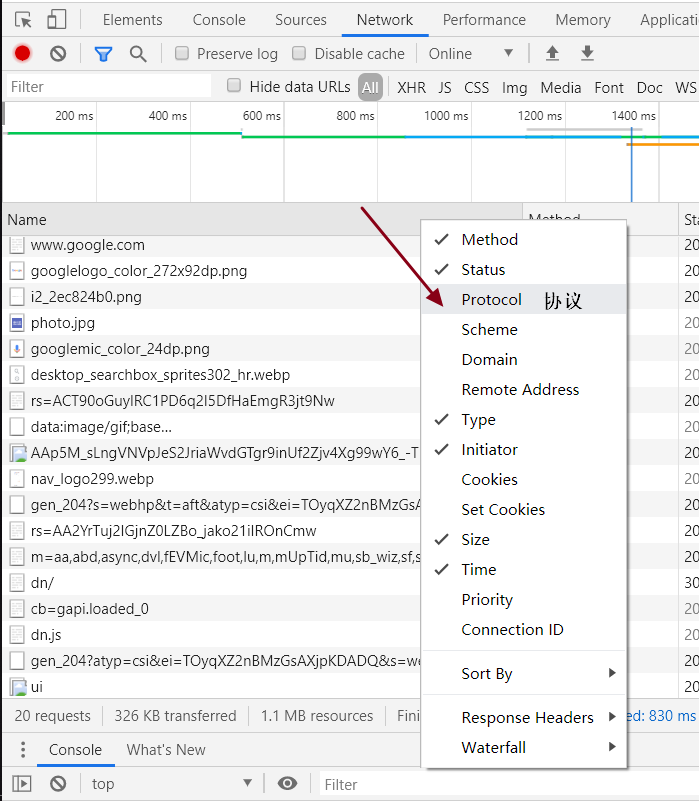 Elements Console Sources Network Performance Memory Applicati
Preserve log Disable cache Online
Filter Hide data URLs All XHR JS CSS Img Media Font Doc WS
200 ms 400 ms 600 ms 800 ms 1000 ms 1200 ms 1400 ms
Name Method Sta
www.google.com 20
googlelogo_color_272x92dp.png 20
i2_2ec824b0.png 20
photo.jpg 20
googlemic_color_24dp.png 20
desktop_searchbox_sprites302_hr.webp 20
rs=ACT90oGuyIRC1PD6q2I5DfHaEmgR3jt9Nw 20
data:image/gif;base... 20
AAp5M_sLngVNVpJeS2JriaWvdGTgr9inUf2Zjv4Xg99wY6_-T 20
nav_logo299.webp 20
gen_204?s=webhp&t=aft&atyp=csi&ei=TOyqXZ2nBMzGsA 20
rs=AA2YrTuj2IGjnZ0LZBo_jako21iIROnCmw 20
m=aa,abd,async,dvl,fEVMic,foot,lu,m,mUpTid,mu,sb_wiz,sf,s 20
dn/ 30
cb=gapi.loaded_0 20
dn.js 20
gen_204?atyp=csi&ei=TOyqXZ2nBMzGsAXjpKDADQ&s=we 20
ui 20
Method
Status
Protocol 协议
Scheme
Domain
Remote Address
Type
Initiator
Cookies
Set Cookies
Size
Time
Priority
Connection ID
Sort By
Response Headers
Waterfall
20 requests 326 KB transferred 1.1 MB resources Fini ed: 830 ms
Console What's New
top Filter